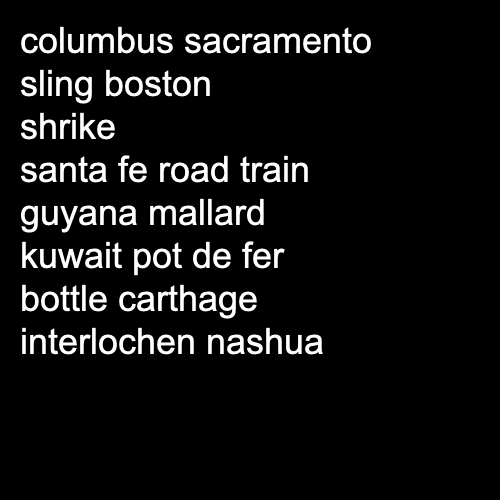 columbus sacramento
sling boston
shrike
santa fe road train
guyana mallard
kuwait pot de fer
bottle carthage
interlochen nashua